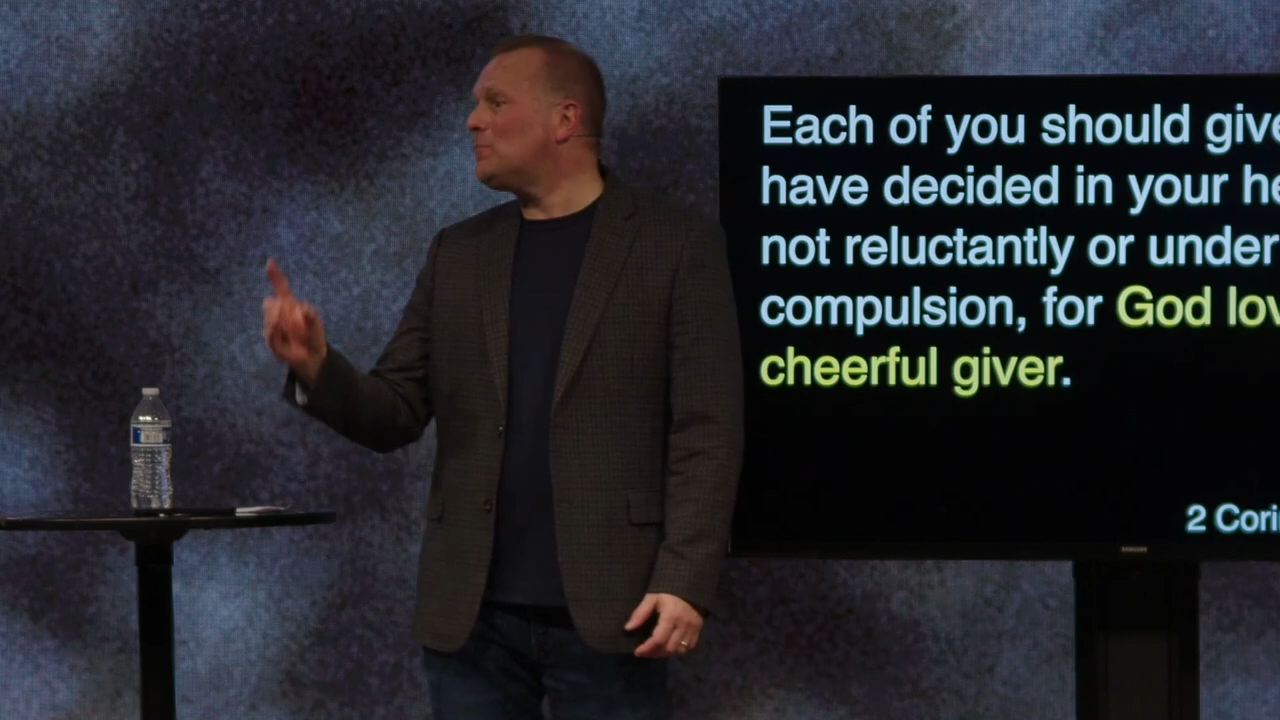 Each of you should give
have decided in your he
not reluctantly or under
compulsion, for God lov
cheerful giver.
2 Cori
SAMSUNG